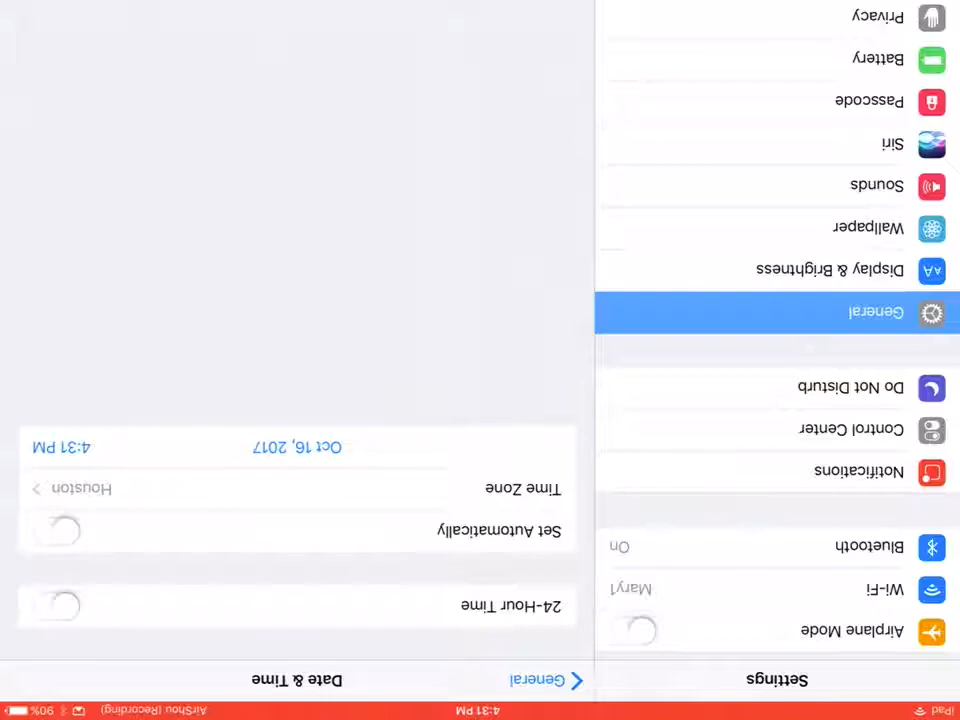 iPad
4:31 PM
AirShou (Recording)
90%
Settings
Airplane Mode
Wi-Fi Mary1
Bluetooth On
Notifications
Control Center
Do Not Disturb
General
Display & Brightness
Wallpaper
Sounds
Siri
Passcode
Battery
Privacy
General
Date & Time
24-Hour Time
Set Automatically
Time Zone Houston
Oct 16, 2017 4:31 PM